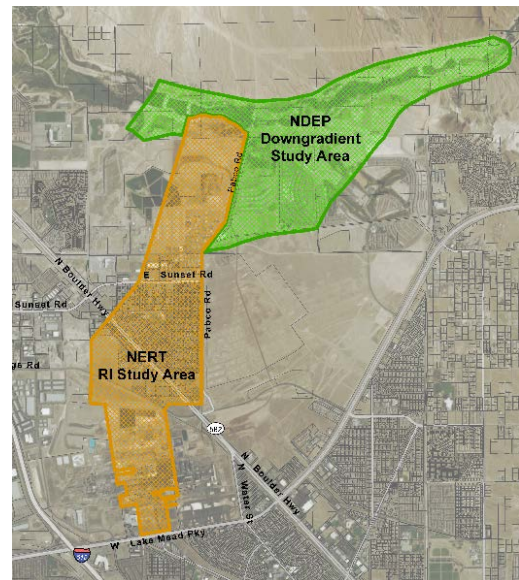 NDEP
Downgradient
Study Area
Pabco Rd
N Boulder Hwy
E Sunset Rd
Sunset Rd
Pabco Rd
NERT
RI Study Area
gs Rd
582
N Boulder Hwy
N Water St
W Lake Mead Pky